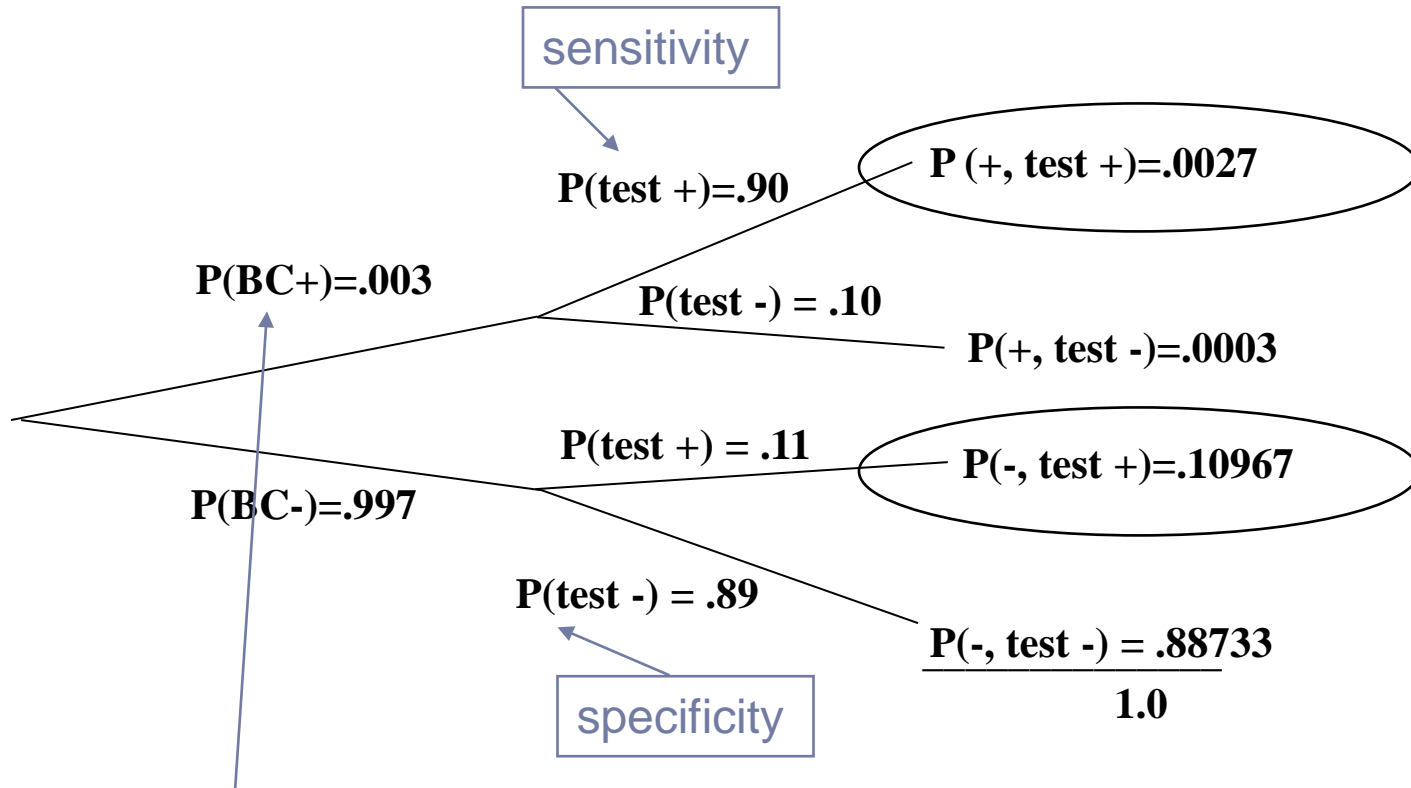 sensitivity
P(test +)=.90
P (+, test +)=.0027
P(BC+)=.003
P(test -) = .10
P(+, test -)=.0003
P(test +) = .11
P(-, test +)=.10967
P(BC-)=.997
P(test -) = .89
P(-, test -) = .88733
1.0
specificity